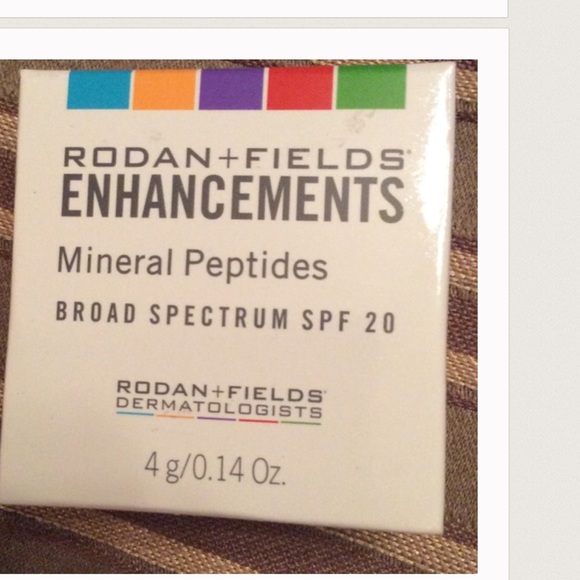 RODAN+FIELDS®
ENHANCEMENTS
Mineral Peptides
BROAD SPECTRUM SPF 20
RODAN+FIELDS®
DERMATOLOGISTS
4 g/0.14 Oz.